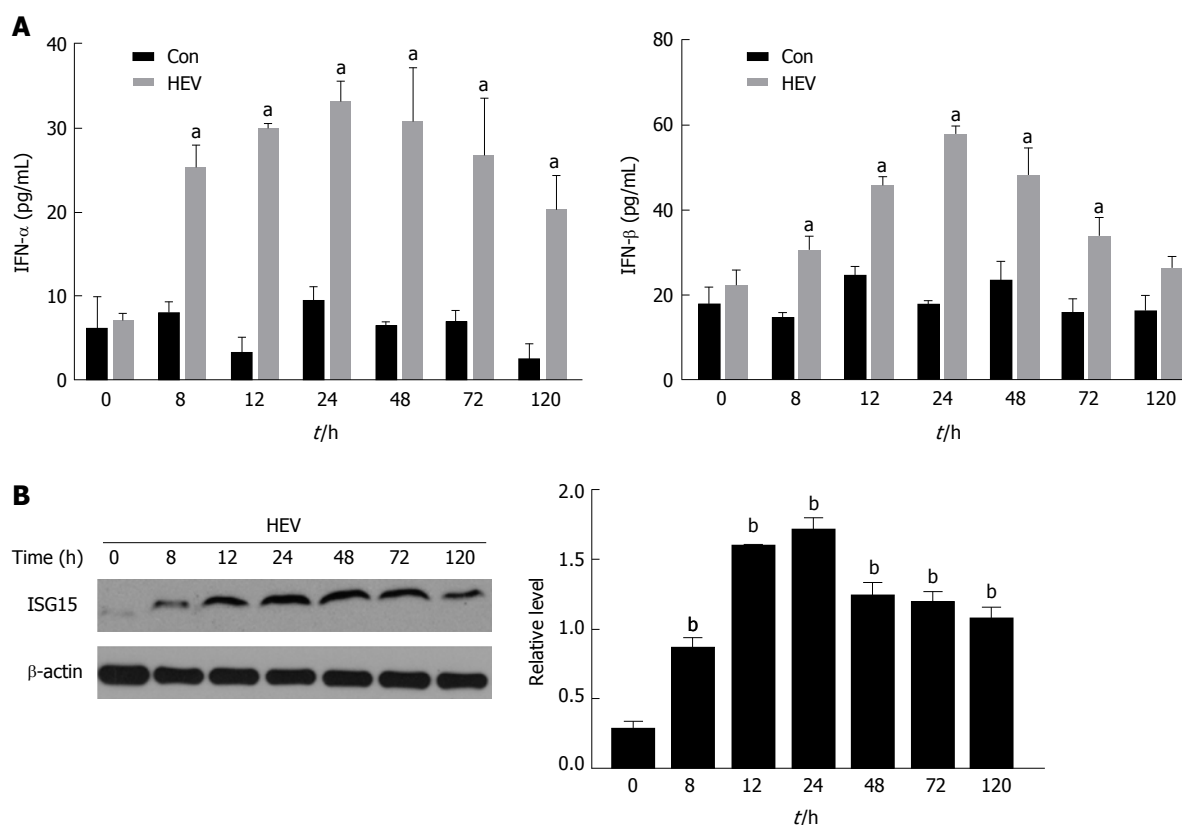 A
IFN-α (pg/mL)
40
30
20
10
0
Con
HEV
a a a a a a
0 8 12 24 48 72 120
t/h
IFN-β (pg/mL)
80
60
40
20
0
Con
HEV
a a a a a
0 8 12 24 48 72 120
t/h
B
HEV
Time (h) 0 8 12 24 48 72 120
ISG15
β-actin
Relative level
2.0
1.5
1.0
0.5
0.0
b b b b b b
0 8 12 24 48 72 120
t/h